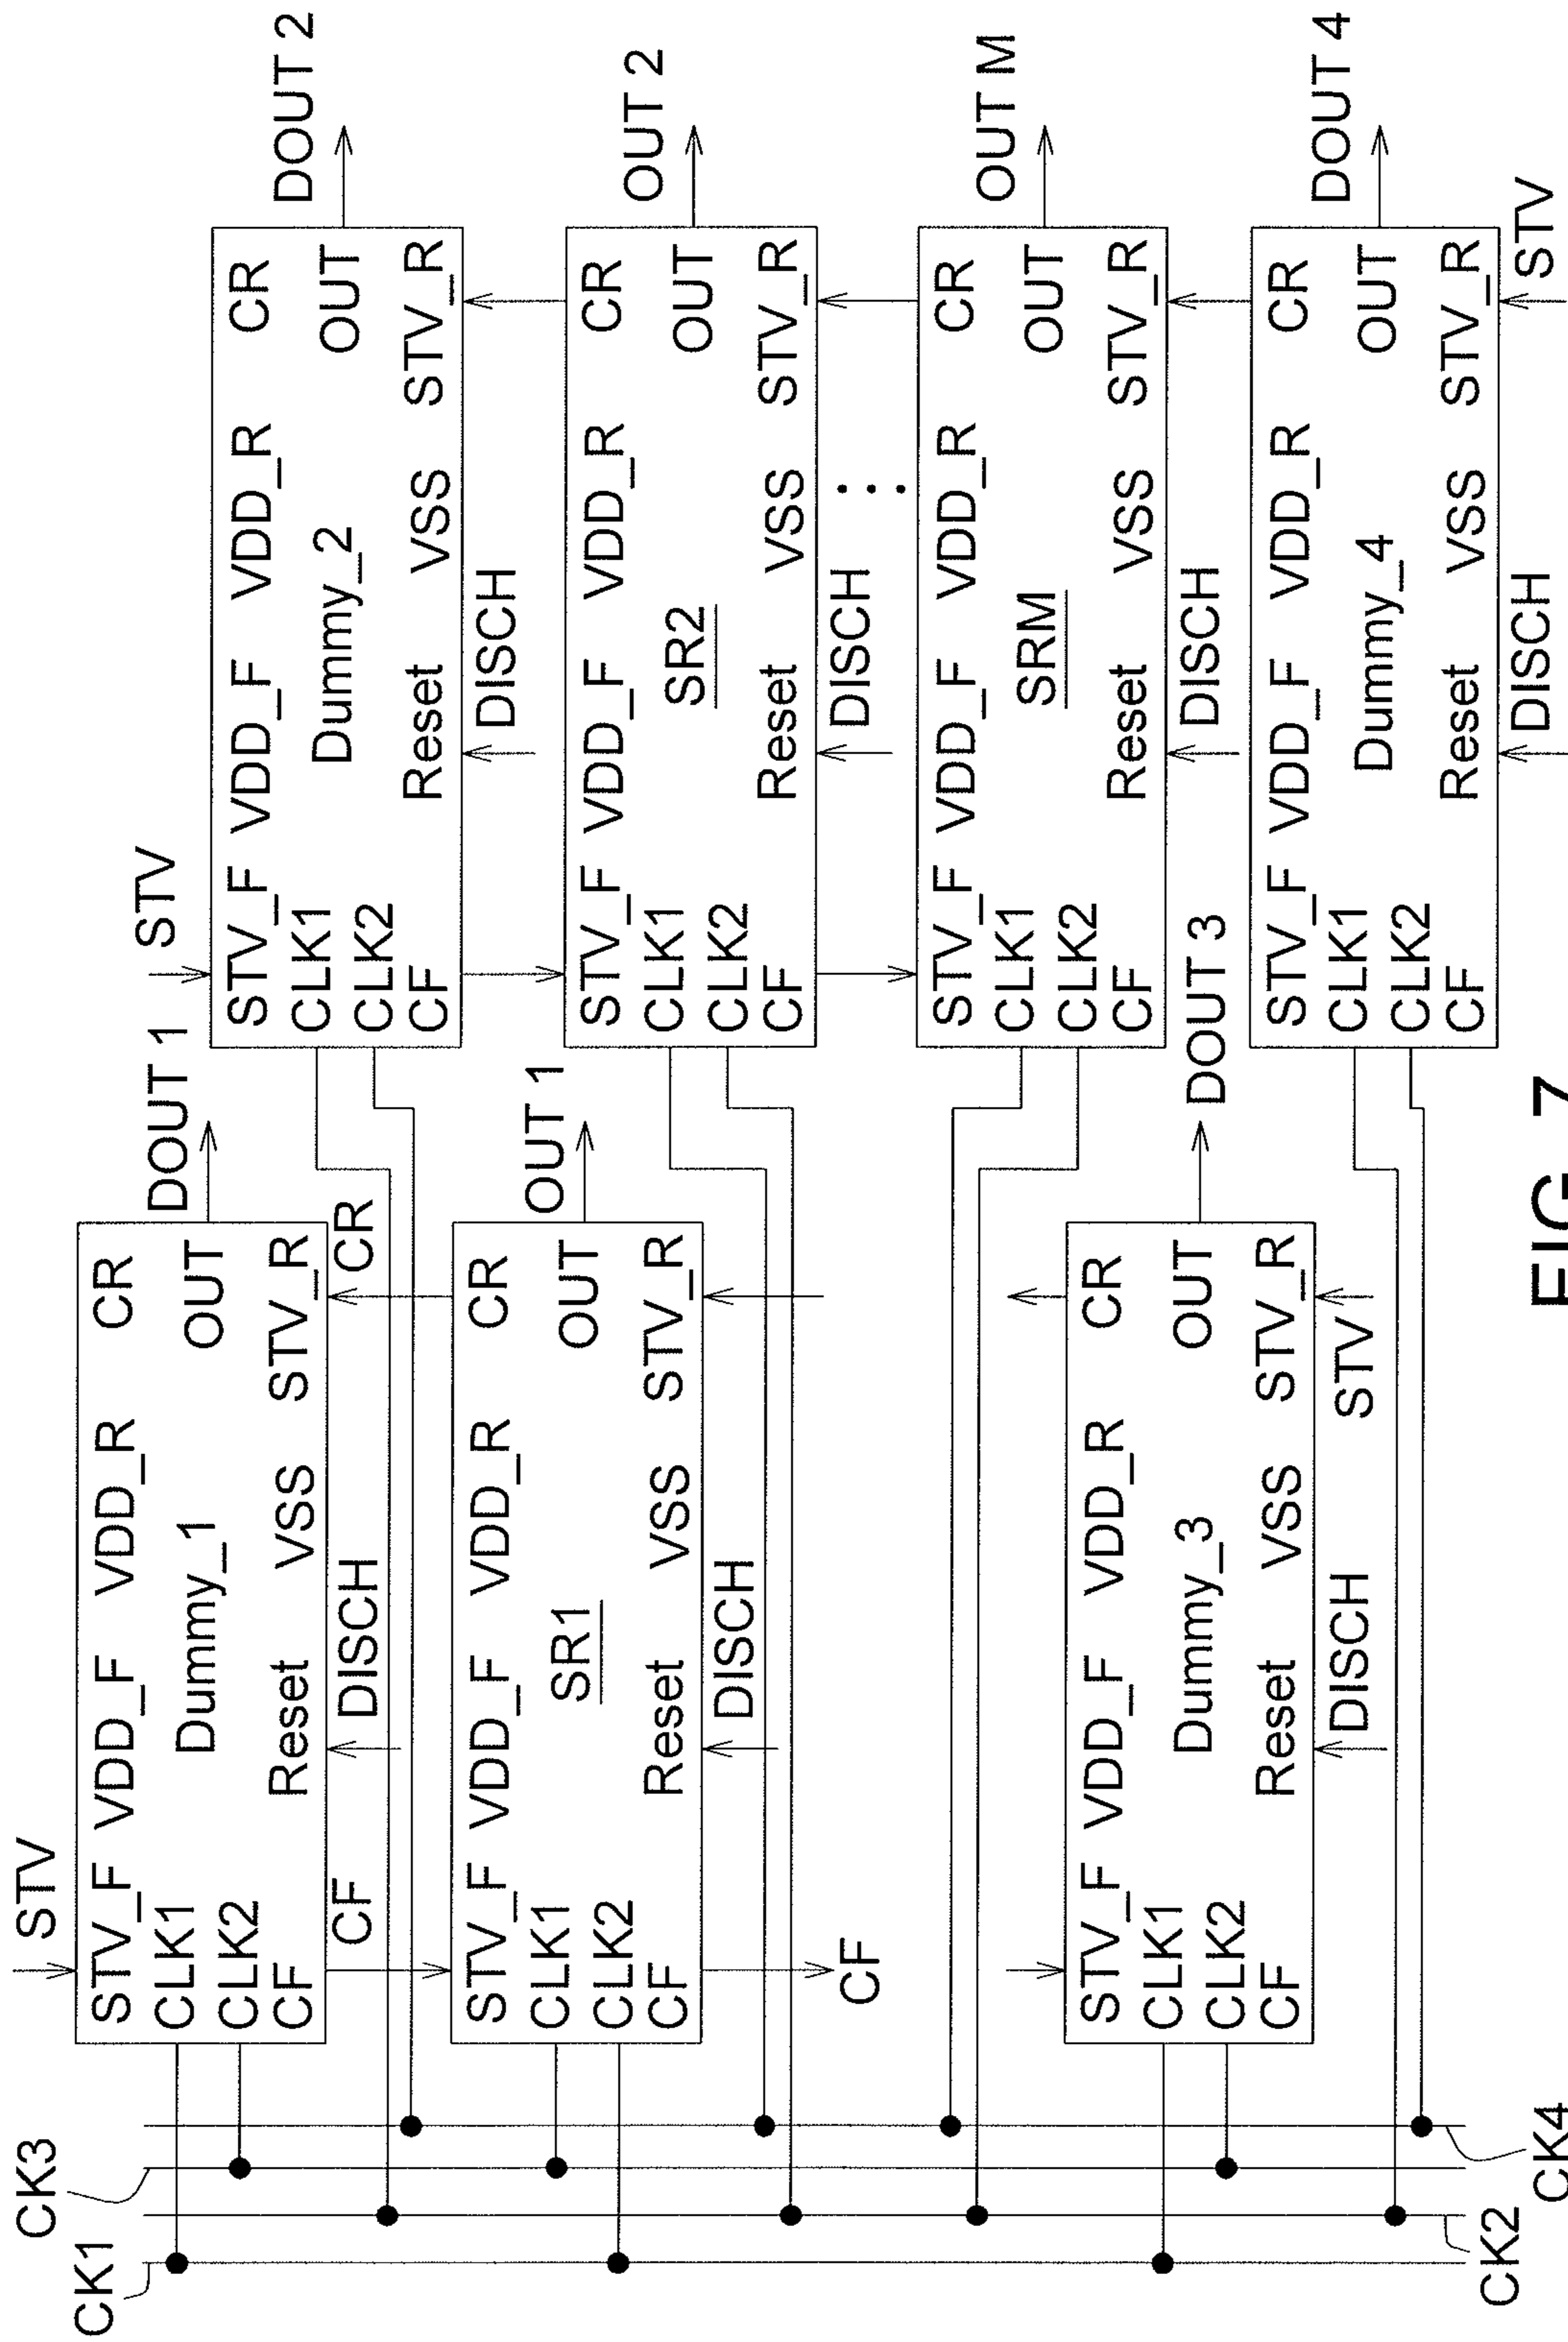 STV
STV_F VDD_F VDD_R CR
CLK1 Dummy_1 OUT DOUT 1
CLK2
CF Reset VSS STV_R
CF DISCH CR
STV_F VDD_F VDD_R CR
CLK1 SR1 OUT OUT 1
CLK2
CF Reset VSS STV_R
DISCH
CF
STV_F VDD_F VDD_R CR
CLK1 Dummy_3 OUT DOUT 3
CLK2
CF Reset VSS STV_R
DISCH STV
STV
STV_F VDD_F VDD_R CR
CLK1 Dummy_2 OUT DOUT 2
CLK2
CF Reset VSS STV_R
DISCH
STV_F VDD_F VDD_R CR
CLK1 SR2 OUT OUT 2
CLK2
CF Reset VSS STV_R
DISCH
STV_F VDD_F VDD_R CR
CLK1 SRM OUT OUT M
CLK2
CF Reset VSS STV_R
DISCH
STV_F VDD_F VDD_R CR
CLK1 Dummy_4 OUT DOUT 4
CLK2
CF Reset VSS STV_R
DISCH STV
CK1
CK3
CK2
CK4
FIG. 7